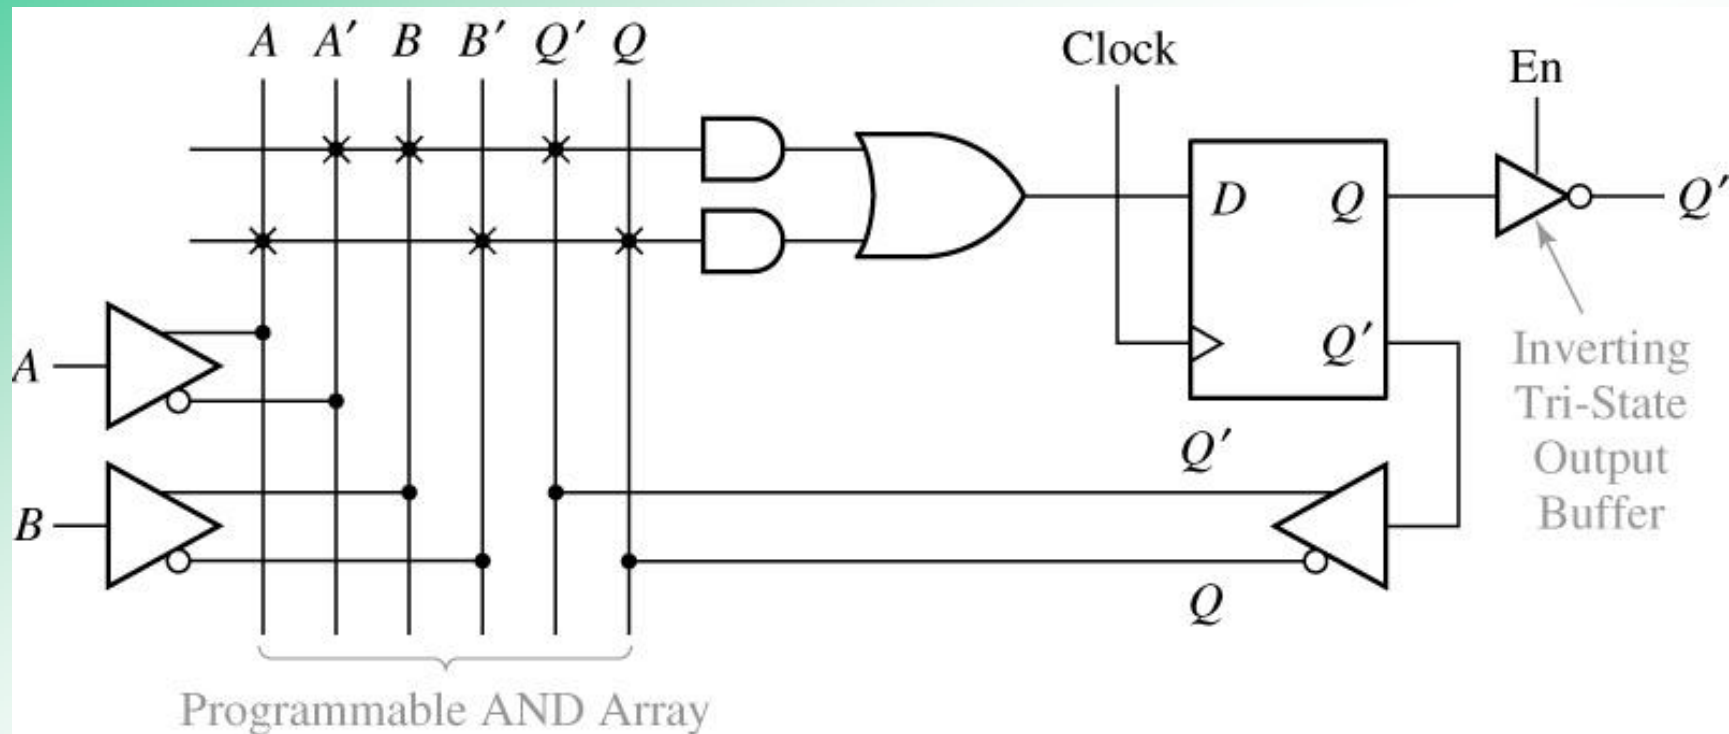 A A′ B B′ Q′ Q
Clock
En
D Q
Q′
Q′
A
Inverting
Tri-State
Output
Buffer
Q′
B
Q
Programmable AND Array